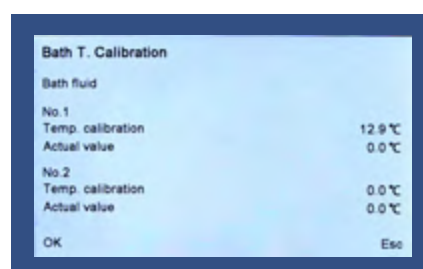 Bath T. Calibration
Bath fluid
No.1
Temp. calibration 12.9℃
Actual value 0.0℃
No.2
Temp. calibration 0.0℃
Actual value 0.0℃
OK Esc